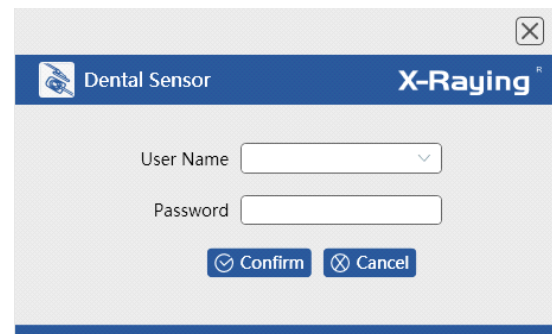 Dental Sensor
X-Raying ®
User Name
Password
Confirm
Cancel